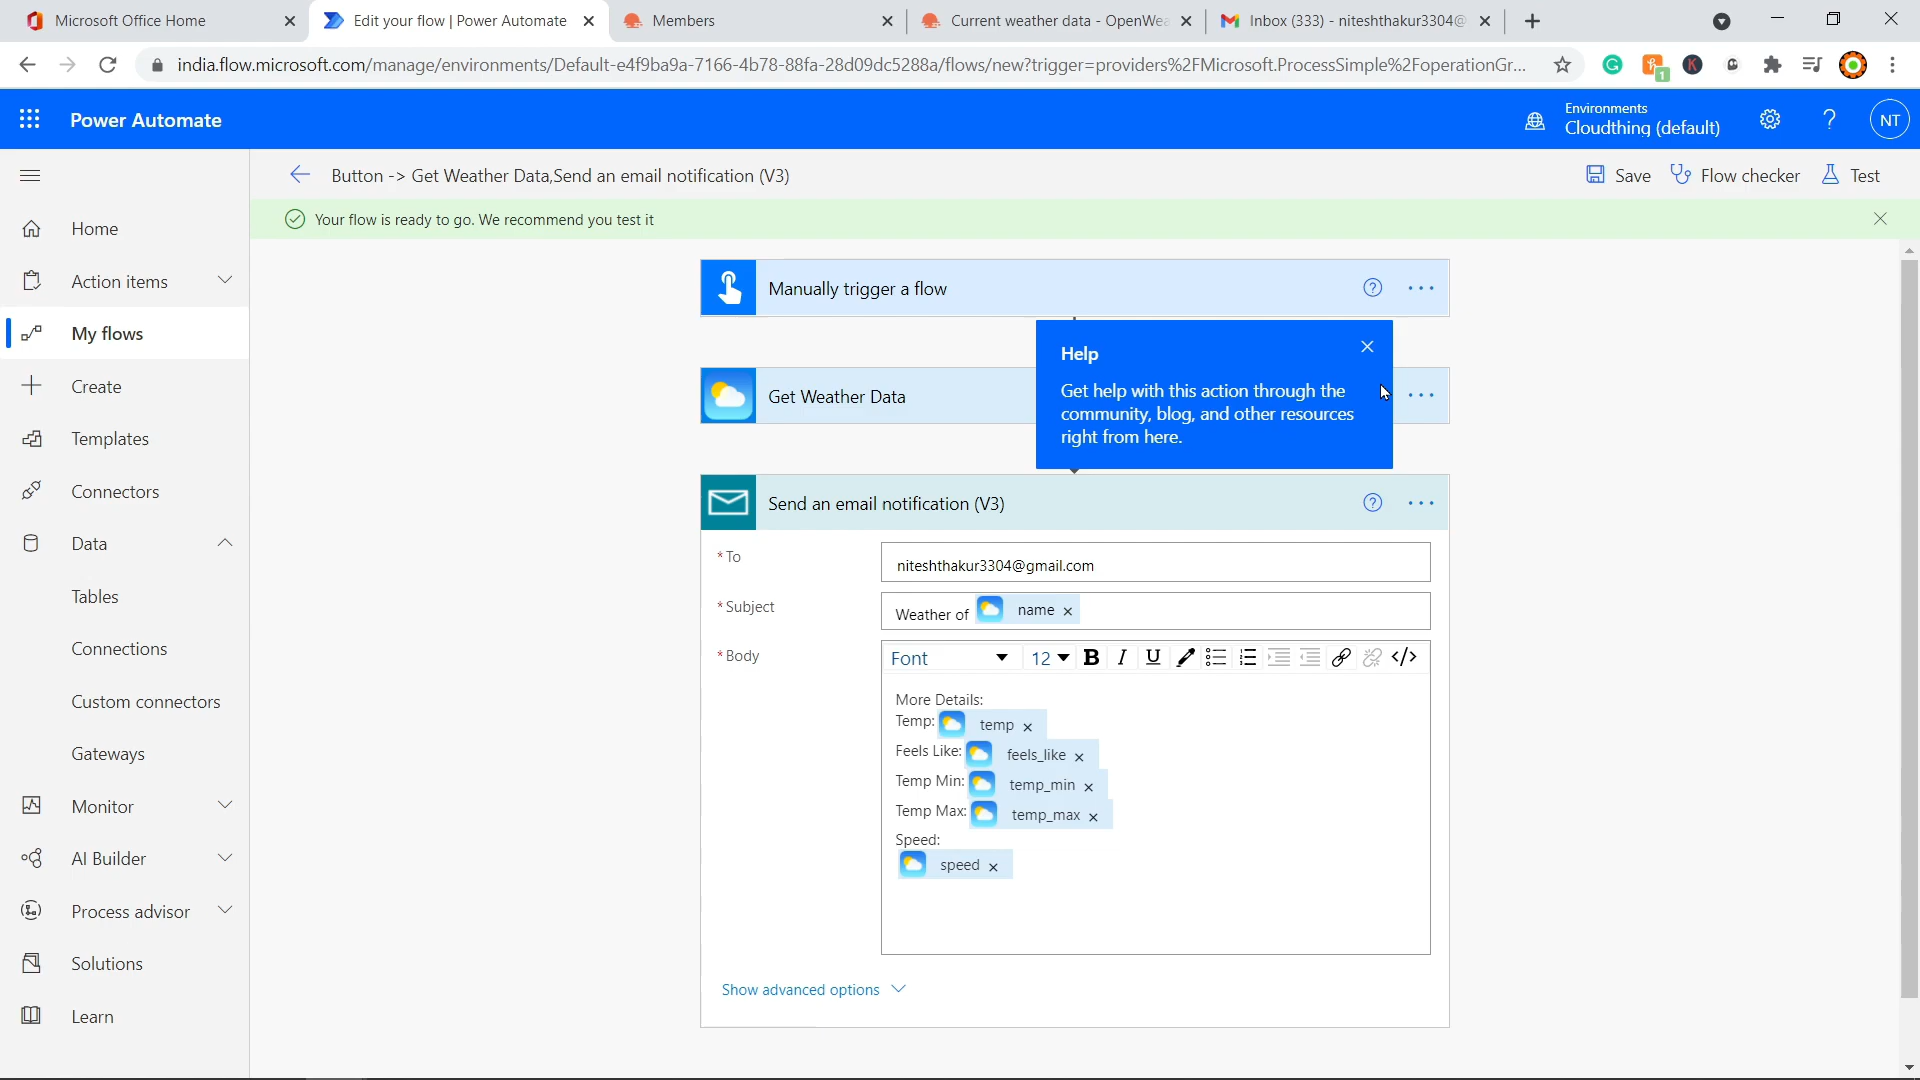 Microsoft Office Home
Edit your flow | Power Automate
Members
Current weather data - OpenWea
Inbox (333) - niteshthakur3304@
india.flow.microsoft.com/manage/environments/Default-e4f9ba9a-7166-4b78-88fa-28d09dc5288a/flows/new?trigger=providers%2FMicrosoft.ProcessSimple%2FoperationGr...
1
Power Automate
Environments
Cloudthing (default)
?
NT
Button -> Get Weather Data,Send an email notification (V3)
Save
Flow checker
Test
Your flow is ready to go. We recommend you test it
Home
Action items
My flows
Create
Templates
Connectors
Data
Tables
Connections
Custom connectors
Gateways
Monitor
AI Builder
Process advisor
Solutions
Learn
Manually trigger a flow
Get Weather Data
Help
Get help with this action through the
community, blog, and other resources
right from here.
Send an email notification (V3)
* To
niteshthakur3304@gmail.com
* Subject
Weather of name
* Body
Font 12 B I U
More Details:
Temp: temp
Feels Like: feels_like
Temp Min: temp_min
Temp Max: temp_max
Speed:
speed
Show advanced options